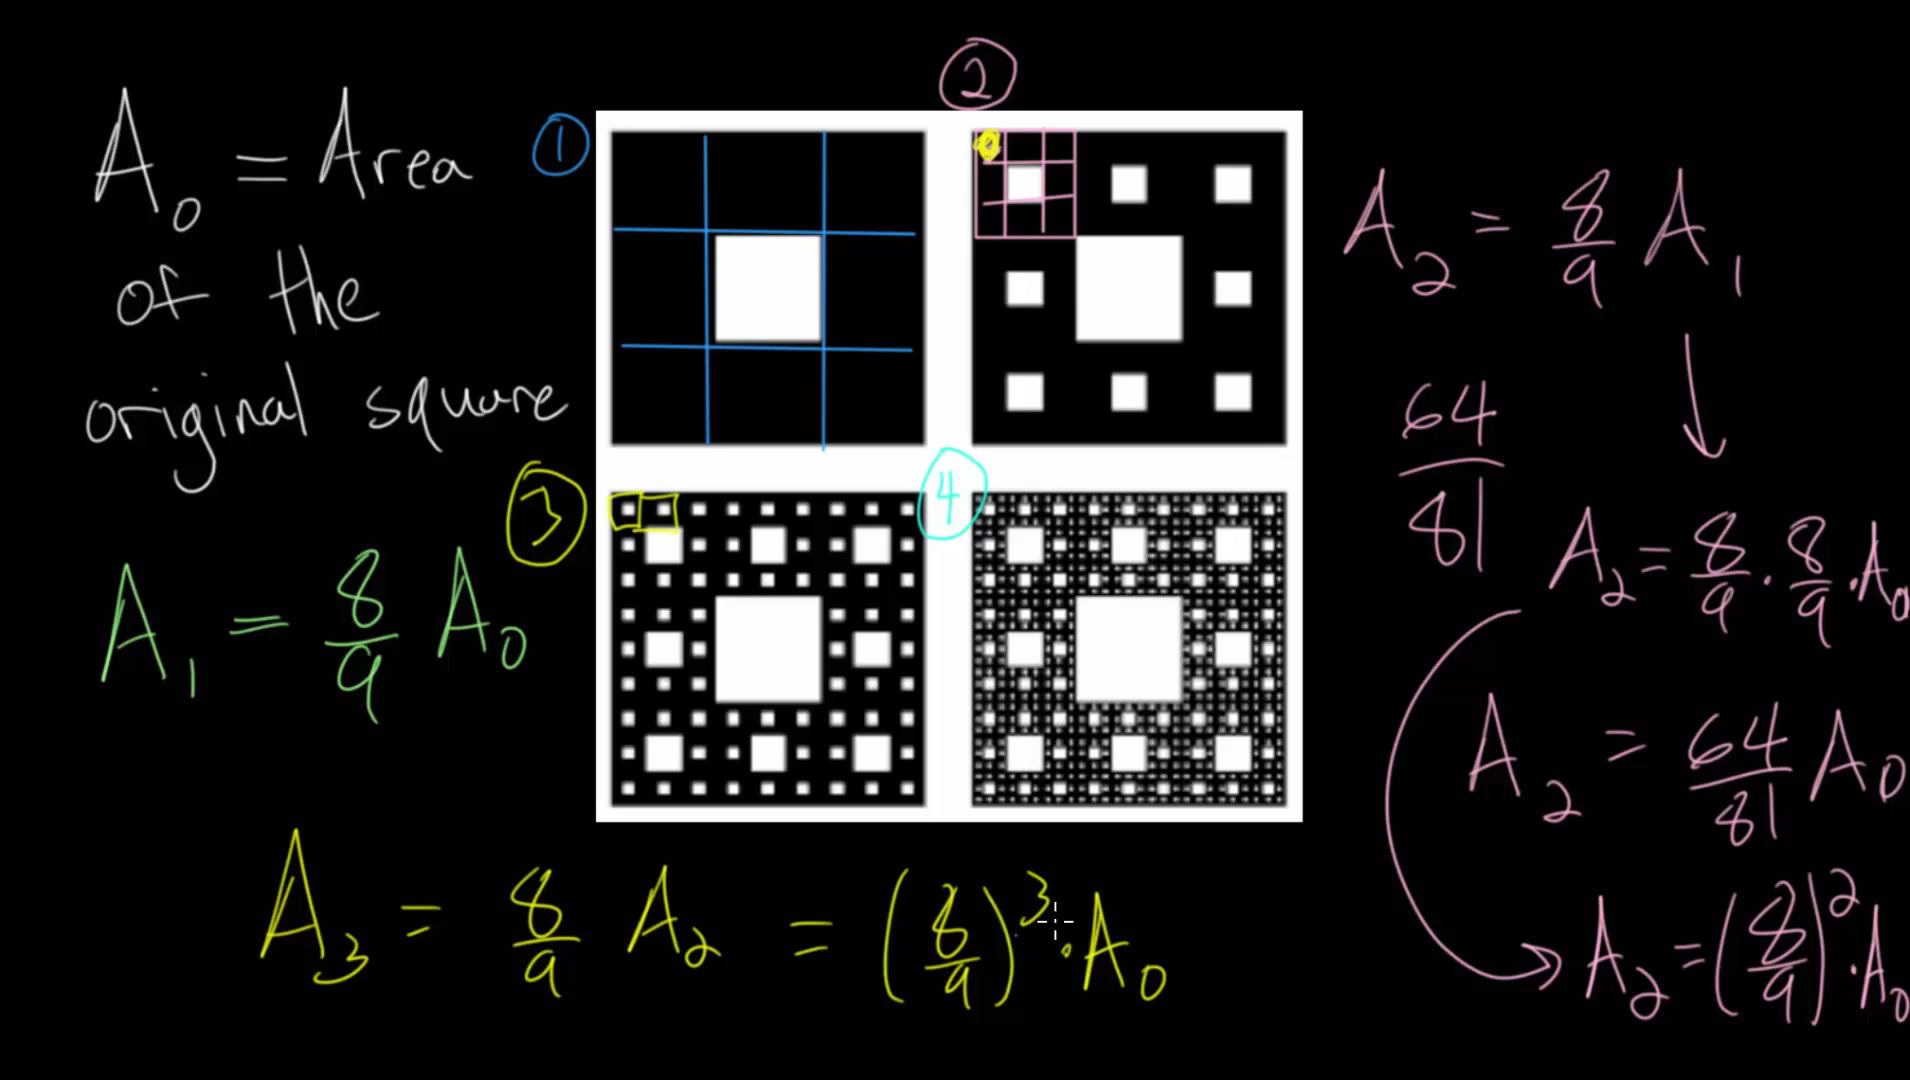 A₀ = Area
of the
original square
①
②
③
④
A₁ = 8/9 A₀
A₂ = 8/9 A₁
64/81
A₂ = 8/9 · 8/9 · A₀
A₂ = 64/81 A₀
A₂ = (8/9)² · A₀
A₃ = 8/9 A₂ = (8/9)³ · A₀